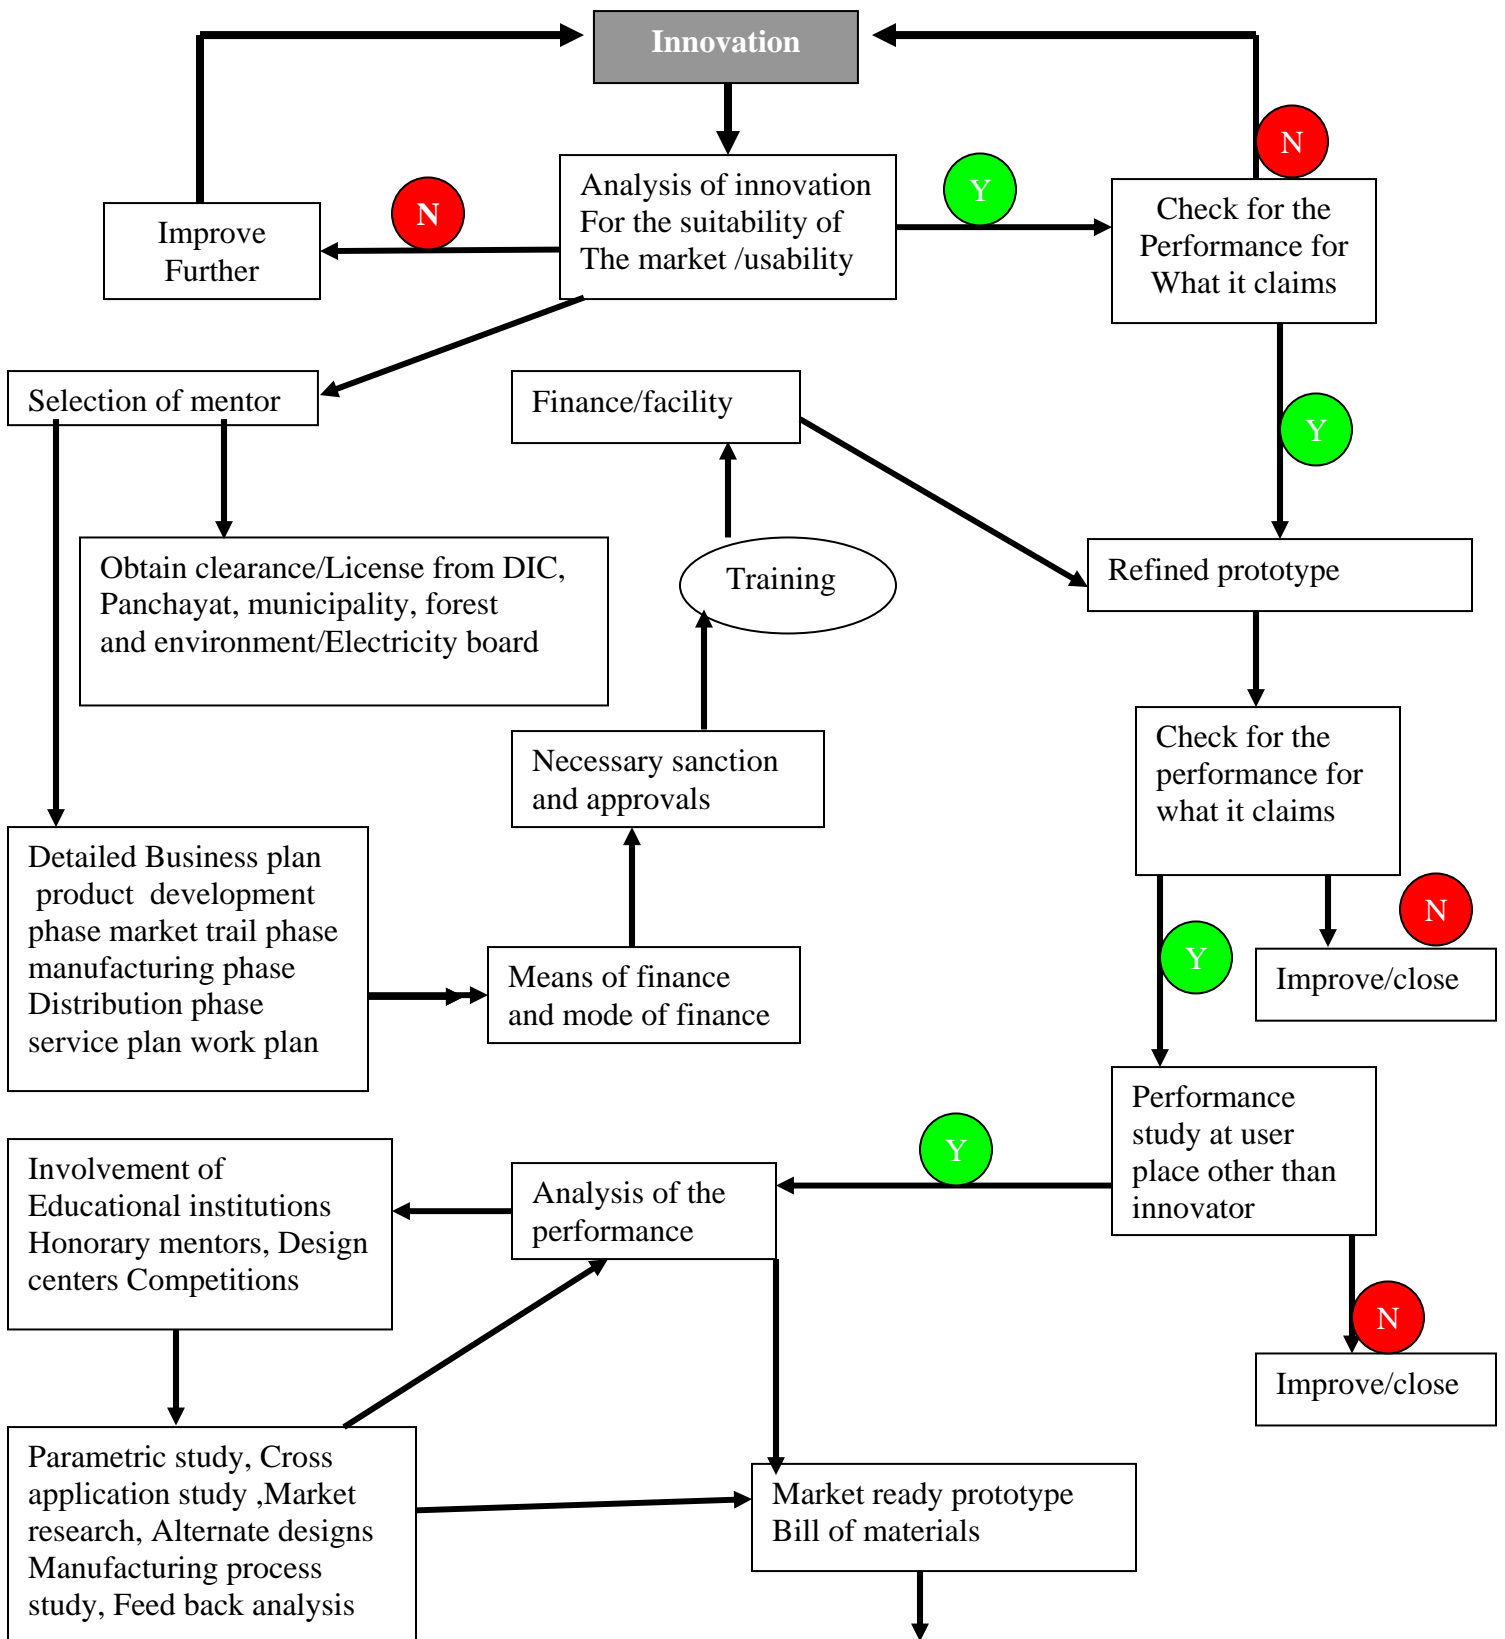 Innovation
N
Analysis of innovation
For the suitability of
The market /usability
Y
N
Check for the
Performance for
What it claims
Improve
Further
Selection of mentor
Finance/facility
Y
Obtain clearance/License from DIC,
Panchayat, municipality, forest
and environment/Electricity board
Training
Refined prototype
Necessary sanction
and approvals
Check for the
performance for
what it claims
Detailed Business plan
product development
phase market trail phase
manufacturing phase
Distribution phase
service plan work plan
Means of finance
and mode of finance
Y
N
Improve/close
Performance
study at user
place other than
innovator
Y
Involvement of
Educational institutions
Honorary mentors, Design
centers Competitions
Analysis of the
performance
N
Improve/close
Parametric study, Cross
application study ,Market
research, Alternate designs
Manufacturing process
study, Feed back analysis
Market ready prototype
Bill of materials